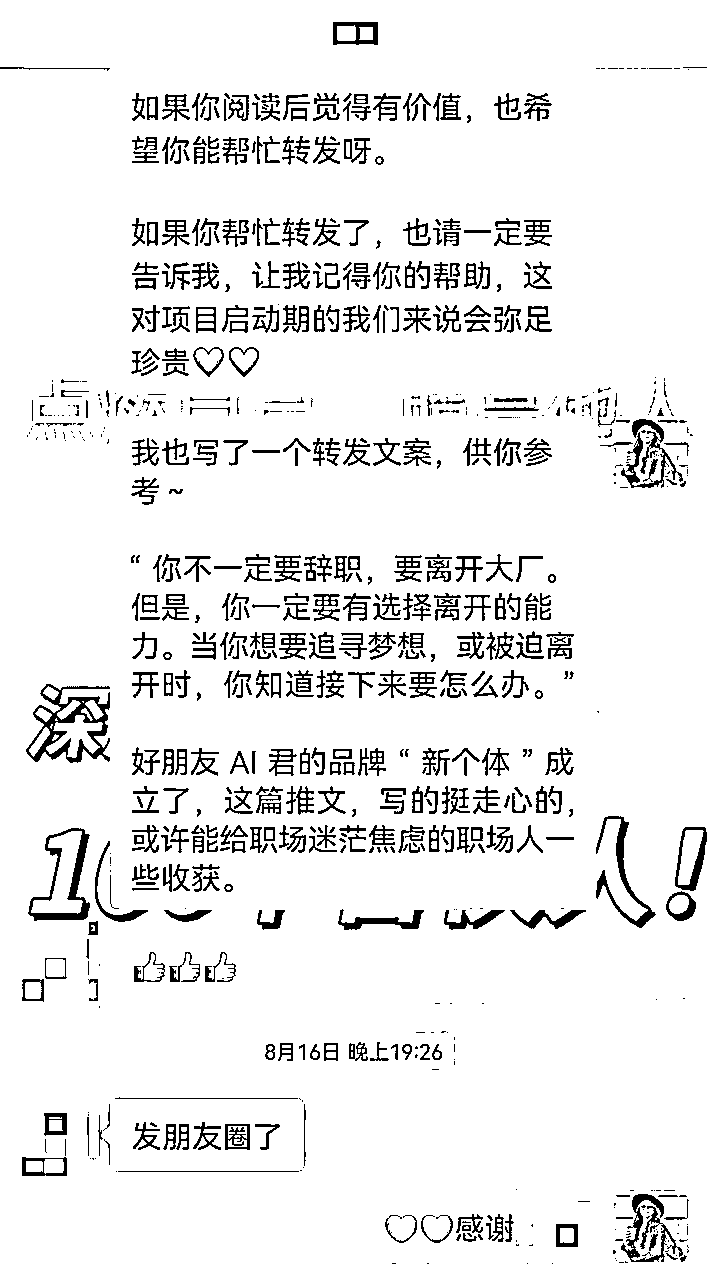 如果你阅读后觉得有价值，也希
望你能帮忙转发呀。
如果你帮忙转发了，也请一定要
告诉我，让我记得你的帮助，这
对项目启动期的我们来说会弥足
珍贵♡♡
我也写了一个转发文案，供你参
考~
“ 你不一定要辞职，要离开大厂。
但是，你一定要有选择离开的能
力。当你想要追寻梦想，或被迫离
开时，你知道接下来要怎么办。”
好朋友 AI 君的品牌 “ 新个体 ” 成
立了，这篇推文，写的挺走心的，
或许能给职场迷茫焦虑的职场人一
些收获。
深
👍👍👍
8月16日 晚上19:26
发朋友圈了
♡♡感谢